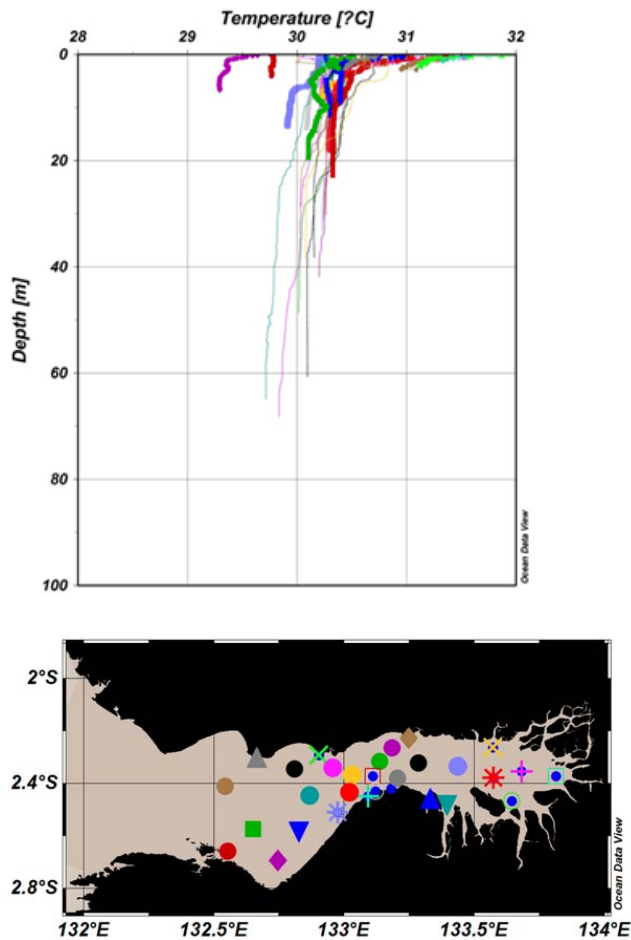 Temperature [?C]
28 29 30 31 32
0
20
40
60
80
100
Depth [m]
Ocean Data View
2°S
2.4°S
2.8°S
132°E 132.5°E 133°E 133.5°E 134°E
Ocean Data View